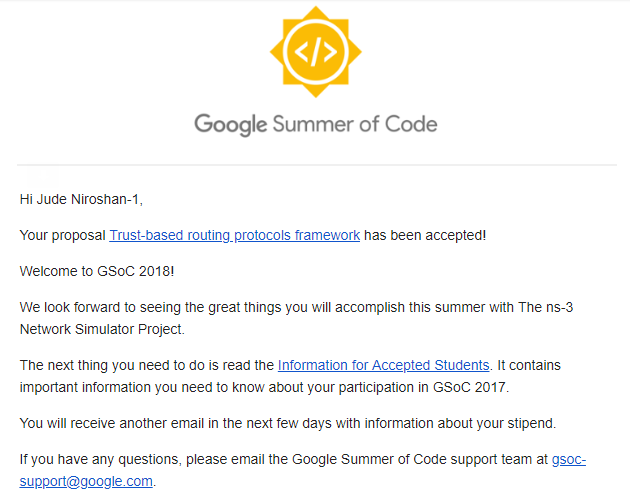 </>
Google Summer of Code
Hi Jude Niroshan-1,
Your proposal Trust-based routing protocols framework has been accepted!
Welcome to GSoC 2018!
We look forward to seeing the great things you will accomplish this summer with The ns-3
Network Simulator Project.
The next thing you need to do is read the Information for Accepted Students. It contains
important information you need to know about your participation in GSoC 2017.
You will receive another email in the next few days with information about your stipend.
If you have any questions, please email the Google Summer of Code support team at gsoc-
support@google.com.